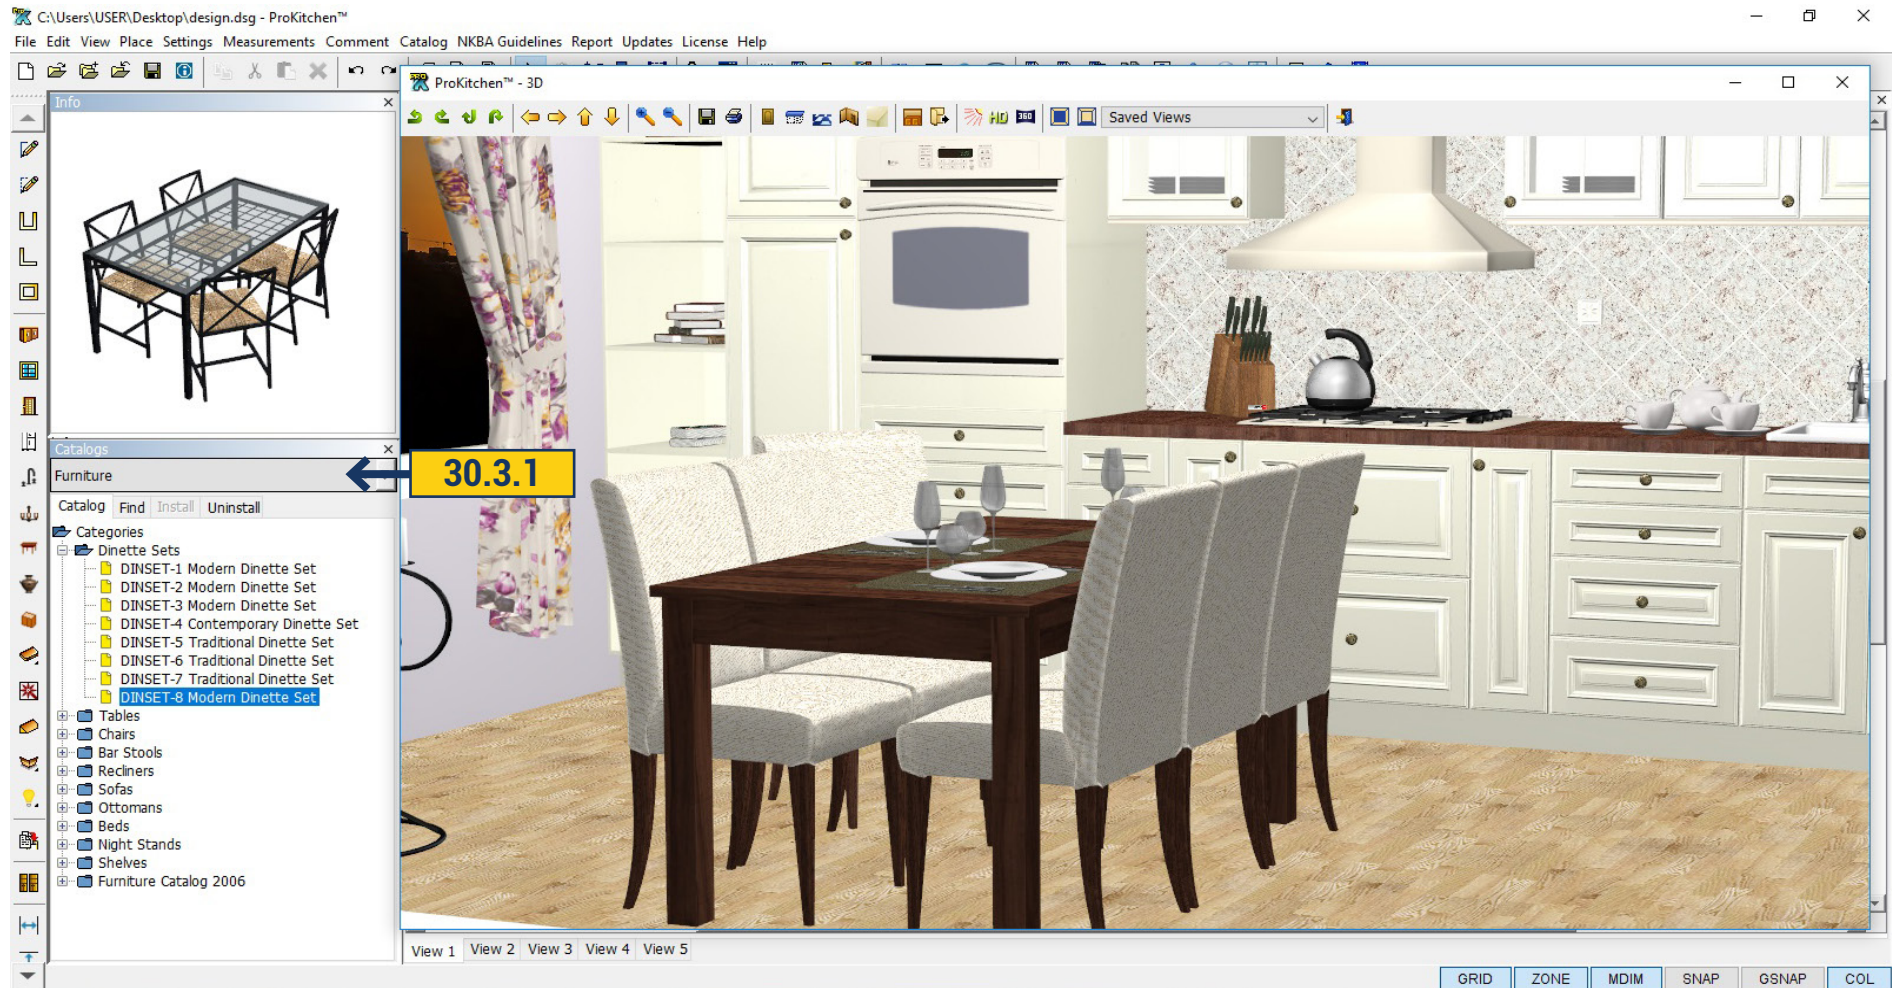 C:\Users\USER\Desktop\design.dsg - ProKitchen™
File Edit View Place Settings Measurements Comment Catalog NKBA Guidelines Report Updates License Help
Info
ProKitchen™ - 3D
HD 360 Saved Views
Catalogs
Furniture
30.3.1
Catalog Find Install Uninstall
Categories
Dinette Sets
DINSET-1 Modern Dinette Set
DINSET-2 Modern Dinette Set
DINSET-3 Modern Dinette Set
DINSET-4 Contemporary Dinette Set
DINSET-5 Traditional Dinette Set
DINSET-6 Traditional Dinette Set
DINSET-7 Traditional Dinette Set
DINSET-8 Modern Dinette Set
Tables
Chairs
Bar Stools
Recliners
Sofas
Ottomans
Beds
Night Stands
Shelves
Furniture Catalog 2006
View 1 View 2 View 3 View 4 View 5
GRID ZONE MDIM SNAP GSNAP COL